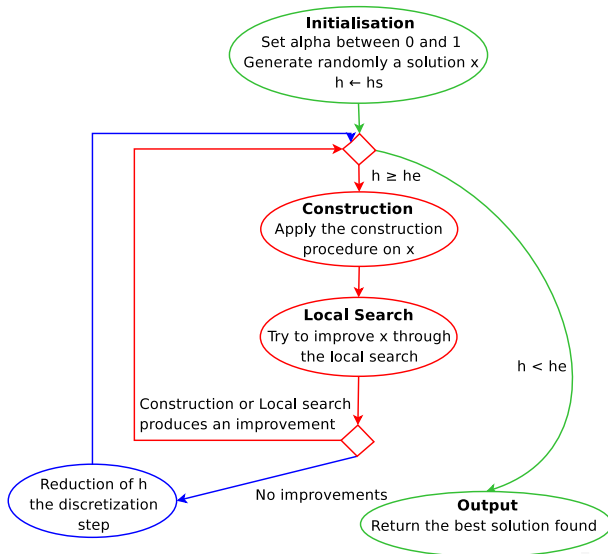 Initialisation
Set alpha between 0 and 1
Generate randomly a solution x
h ← hs
h ≥ he
Construction
Apply the construction
procedure on x
Local Search
Try to improve x through
the local search
h < he
Construction or Local search
produces an improvement
Reduction of h
the discretization
step
No improvements
Output
Return the best solution found